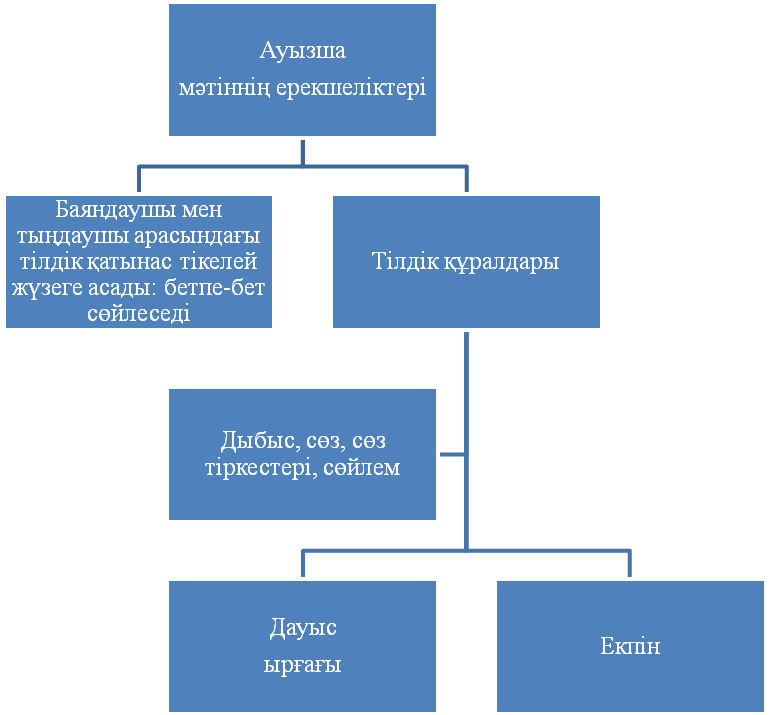 Ауызша
мәтіннің ерекшеліктері
Баяндаушы мен
тыңдаушы арасындағы
тілдік қатынас тікелей
жүзеге асады: бетпе-бет
сөйлеседі
Тілдік құралдары
Дыбыс, сөз, сөз
тіркестері, сөйлем
Дауыс
ырғағы
Екпін